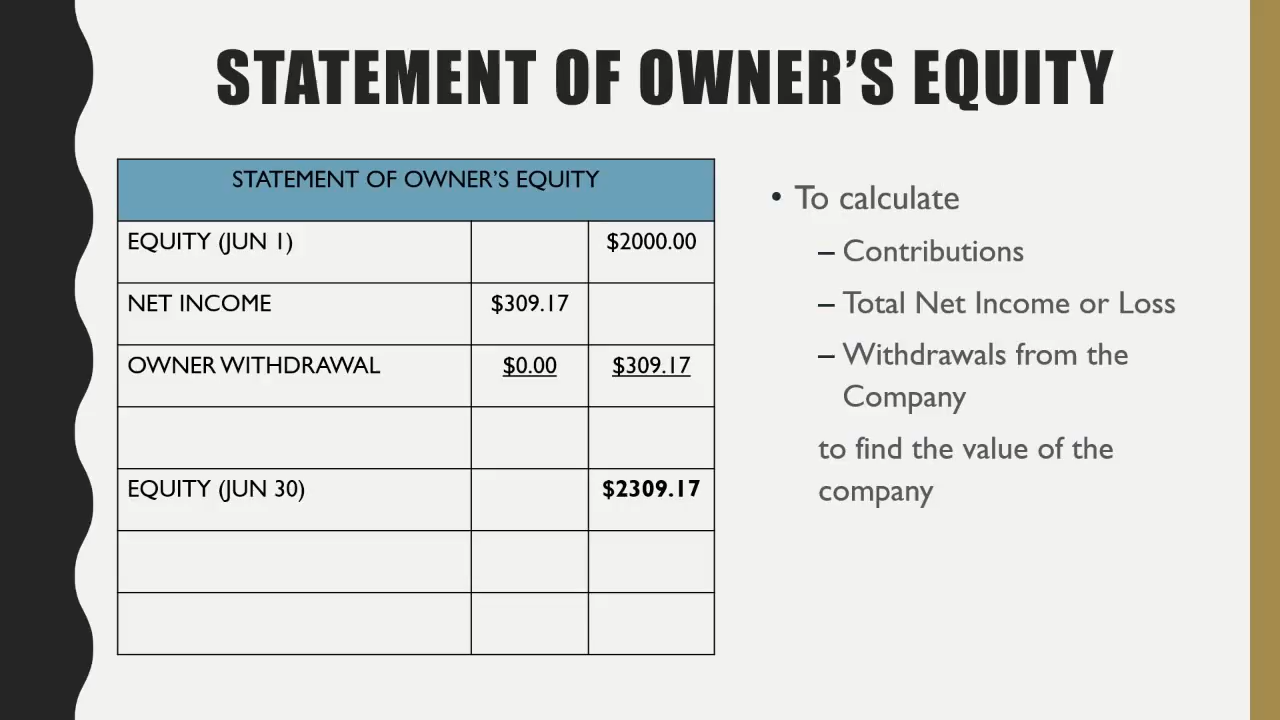 STATEMENT OF OWNER’S EQUITY
STATEMENT OF OWNER’S EQUITY
EQUITY (JUN 1) $2000.00
NET INCOME $309.17
OWNER WITHDRAWAL $0.00 $309.17
EQUITY (JUN 30) $2309.17
• To calculate
– Contributions
– Total Net Income or Loss
– Withdrawals from the
Company
to find the value of the
company